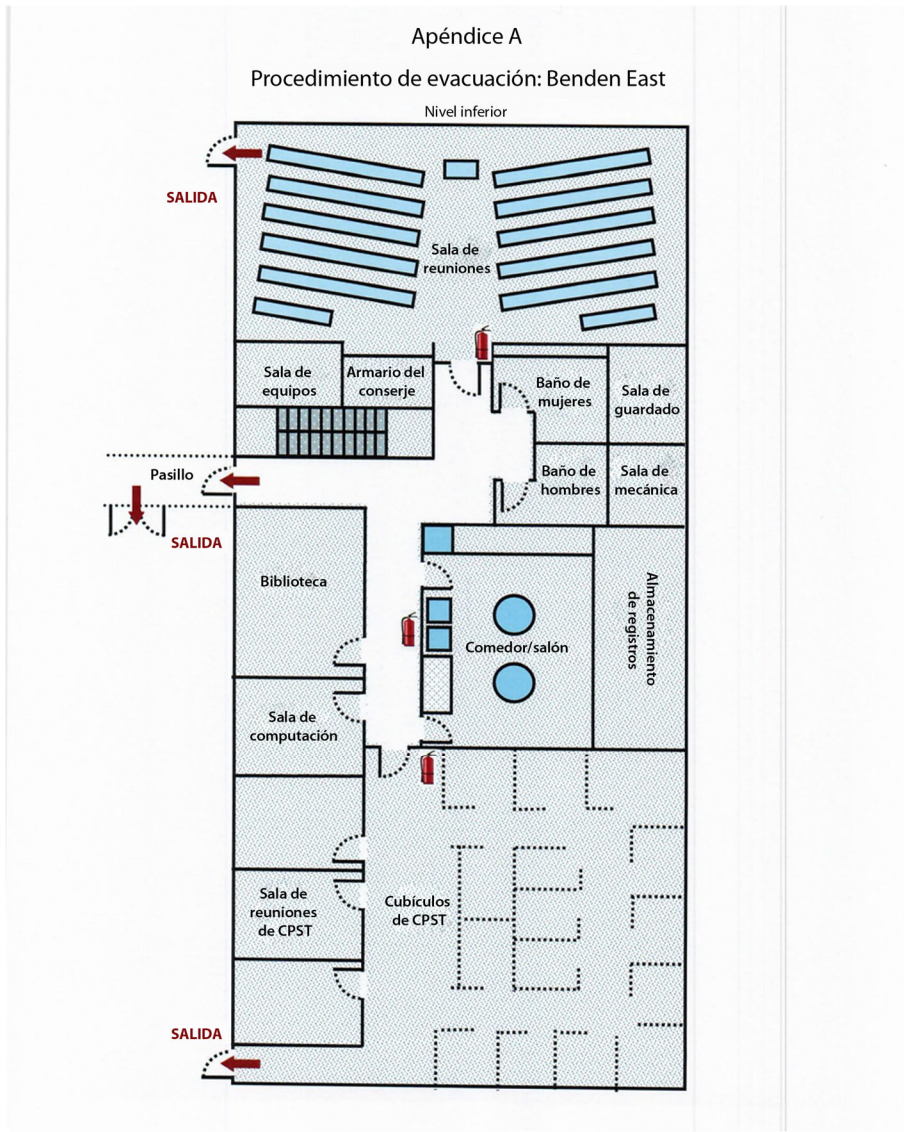 Apéndice A
Procedimiento de evacuación: Benden East
Nivel inferior
SALIDA
Sala de
reuniones
Sala de
equipos
Armario del
conserje
Baño de
mujeres
Sala de
guardado
Pasillo
Baño de
hombres
Sala de
mecánica
SALIDA
Biblioteca
Comedor/salón
Almacenamiento
de registros
Sala de
computación
Sala de
reuniones
de CPST
Cubículos
de CPST
SALIDA